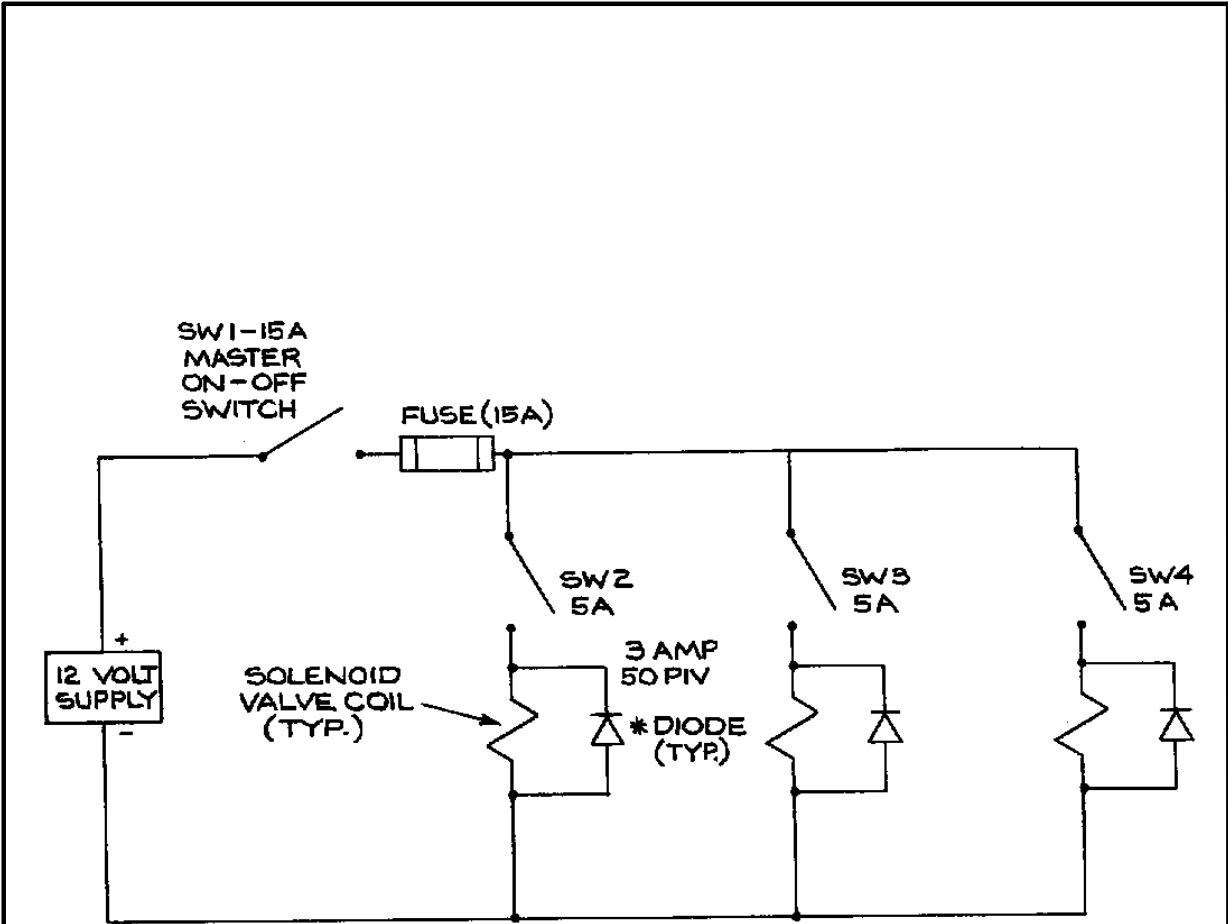 SW1-15A
MASTER
ON-OFF
SWITCH
FUSE(15A)
SW2
5A
SW3
5A
SW4
5A
+
12 VOLT
SUPPLY
-
SOLENOID
VALVE COIL
(TYP.)
3 AMP
50 PIV
*DIODE
(TYP.)